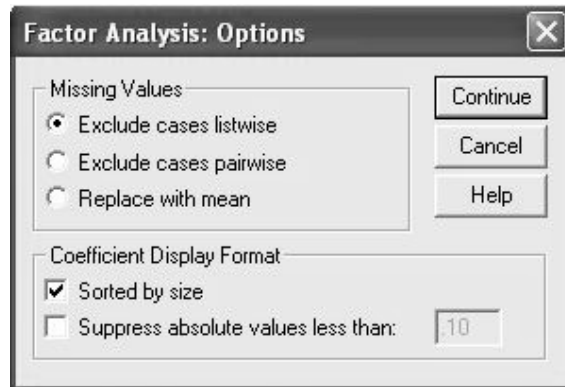 Factor Analysis: Options
Missing Values
Exclude cases listwise
Exclude cases pairwise
Replace with mean
Continue
Cancel
Help
Coefficient Display Format
Sorted by size
Suppress absolute values less than: .10